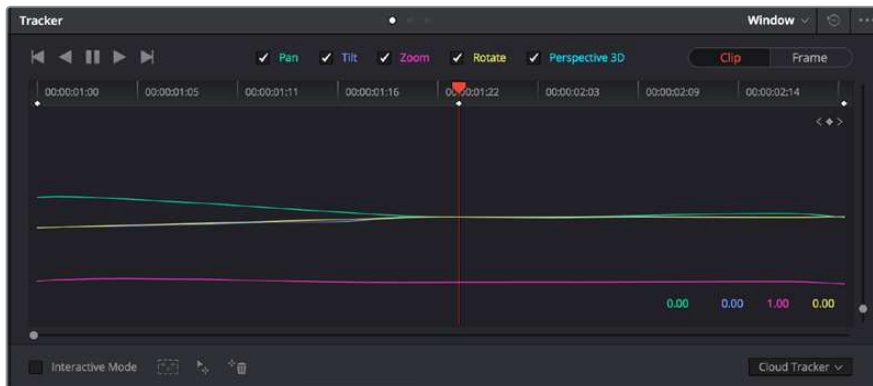 Tracker
Window
Pan Tilt Zoom Rotate Perspective 3D Clip Frame
00:00:01:00 00:00:01:05 00:00:01:11 00:00:01:16 00:00:01:22 00:00:02:03 00:00:02:09 00:00:02:14
0.00 0.00 1.00 0.00
Interactive Mode Cloud Tracker